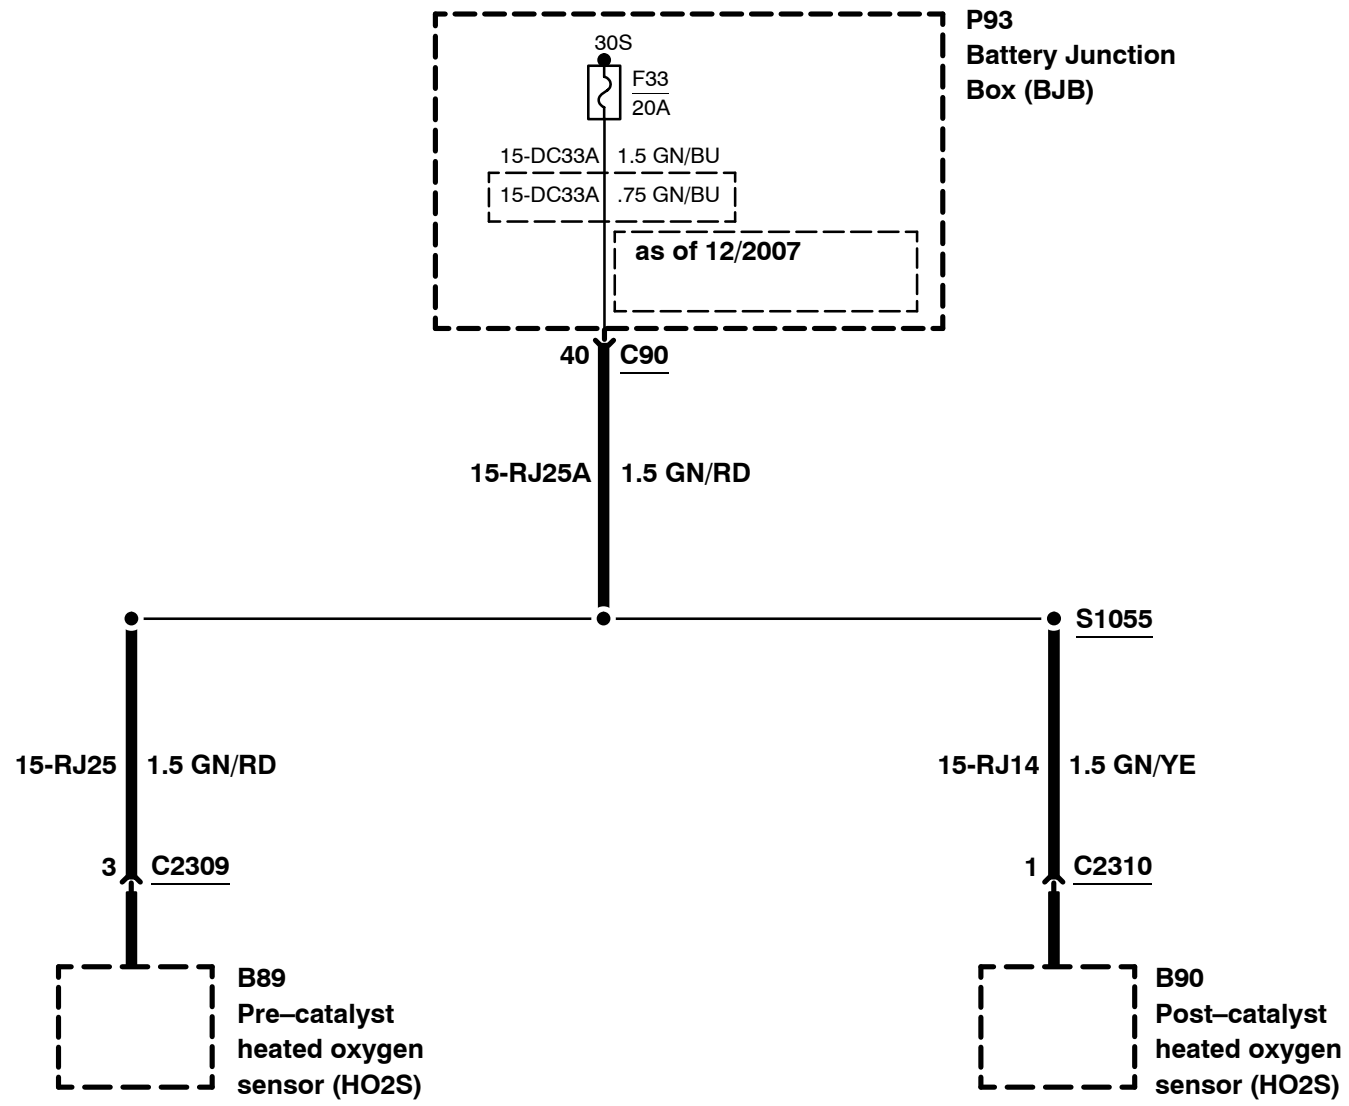 P93
Battery Junction
Box (BJB)
30S
F33
20A
15-DC33A 1.5 GN/BU
15-DC33A .75 GN/BU
as of 12/2007
40 C90
15-RJ25A 1.5 GN/RD
S1055
15-RJ25 1.5 GN/RD
15-RJ14 1.5 GN/YE
3 C2309
1 C2310
B89
Pre–catalyst
heated oxygen
sensor (HO2S)
B90
Post–catalyst
heated oxygen
sensor (HO2S)